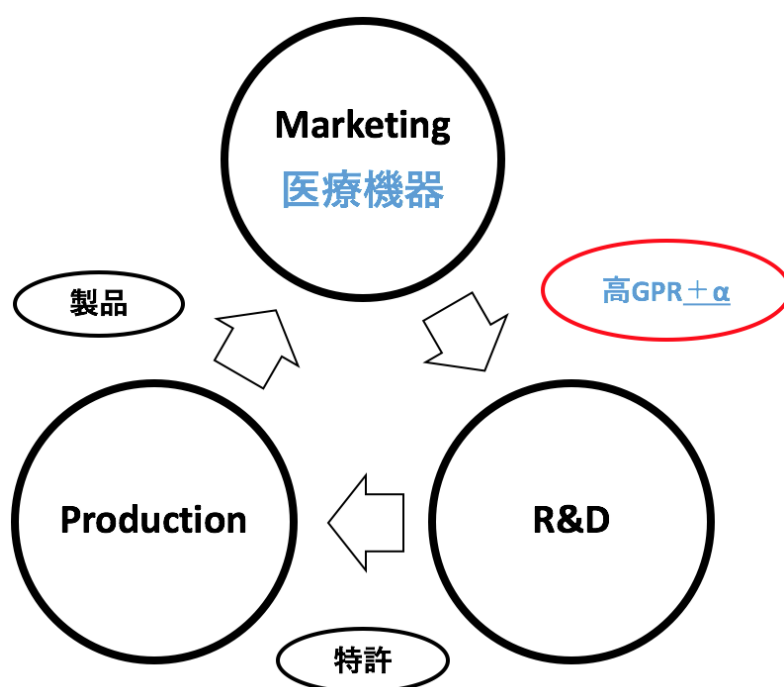 Marketing
医療機器
高GPR＋α
製品
Production
R&D
特許